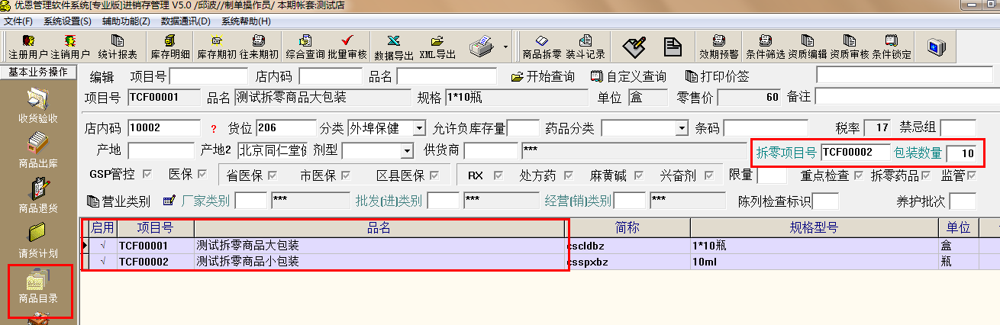 优恩管理软件系统[专业版]进销存管理 V5.0 /邱波//制单操作员/ 本期帐套:测试店
文件(F) 系统设置(S) 辅助功能(Z) 数据通讯(D) 系统帮助(H)
注册用户 注销用户 统计报表 库存明细 库存期初 往来期初 综合查询 批量审核 数据导出 XML导出 商品拆零 装斗记录 效期预警 条件筛选 资质编辑 资质审核 条件锁定
基本业务操作
编辑 项目号 店内码 品名 开始查询 自定义查询 打印价签
项目号 TCF00001 品名 测试拆零商品大包装 规格 1*10瓶 单位 盒 零售价 60 备注
收货验收
店内码 10002 ? 货位 206 分类 外埠保健 允许负库存量 药品分类 条码 税率 17 禁忌组
产地 产地2 北京同仁堂健 剂型 供货商 *** 拆零项目号 TCF00002 包装数量 10
商品出库
GSP管控 医保 省医保 市医保 区县医保 RX 处方药 麻黄碱 兴奋剂 限量 重点检查 拆零药品 监管
营业类别 厂家类别 *** 批发(进)类别 *** 经营(销)类别 *** 陈列检查标识 养护批次
商品退货
启用 项目号 品名 简称 规格型号 单位
√ TCF00001 测试拆零商品大包装 cscldbz 1*10瓶 盒
请货计划
√ TCF00002 测试拆零商品小包装 csspxbz 10ml 瓶
商品目录